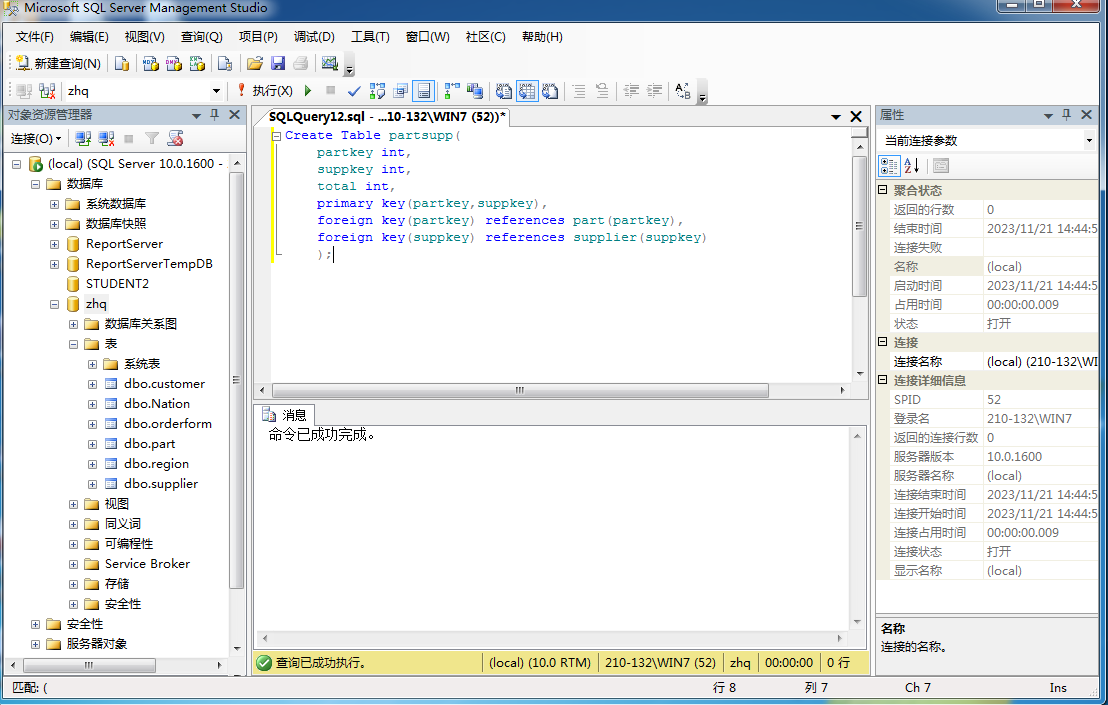 Microsoft SQL Server Management Studio
文件(F) 编辑(E) 视图(V) 查询(Q) 项目(P) 调试(D) 工具(T) 窗口(W) 社区(C) 帮助(H)
新建查询(N)
zhq 执行(X)
对象资源管理器
连接(O)
(local) (SQL Server 10.0.1600 -
数据库
系统数据库
数据库快照
ReportServer
ReportServerTempDB
STUDENT2
zhq
数据库关系图
表
系统表
dbo.customer
dbo.Nation
dbo.orderform
dbo.part
dbo.region
dbo.supplier
视图
同义词
可编程性
Service Broker
存储
安全性
安全性
服务器对象
SQLQuery12.sql - ...10-132\WIN7 (52))*
Create Table partsupp(
partkey int,
suppkey int,
total int,
primary key(partkey,suppkey),
foreign key(partkey) references part(partkey),
foreign key(suppkey) references supplier(suppkey)
);
消息
命令已成功完成。
查询已成功执行。 (local) (10.0 RTM) 210-132\WIN7 (52) zhq 00:00:00 0 行
属性
当前连接参数
聚合状态
返回的行数 0
结束时间 2023/11/21 14:44:5
连接失败
名称 (local)
启动时间 2023/11/21 14:44:5
占用时间 00:00:00.009
状态 打开
连接
连接名称 (local) (210-132\WI
连接详细信息
SPID 52
登录名 210-132\WIN7
返回的连接行数 0
服务器版本 10.0.1600
服务器名称 (local)
连接结束时间 2023/11/21 14:44:5
连接开始时间 2023/11/21 14:44:5
连接占用时间 00:00:00.009
连接状态 打开
显示名称 (local)
名称
连接的名称。
匹配: ( 行 8 列 7 Ch 7 Ins